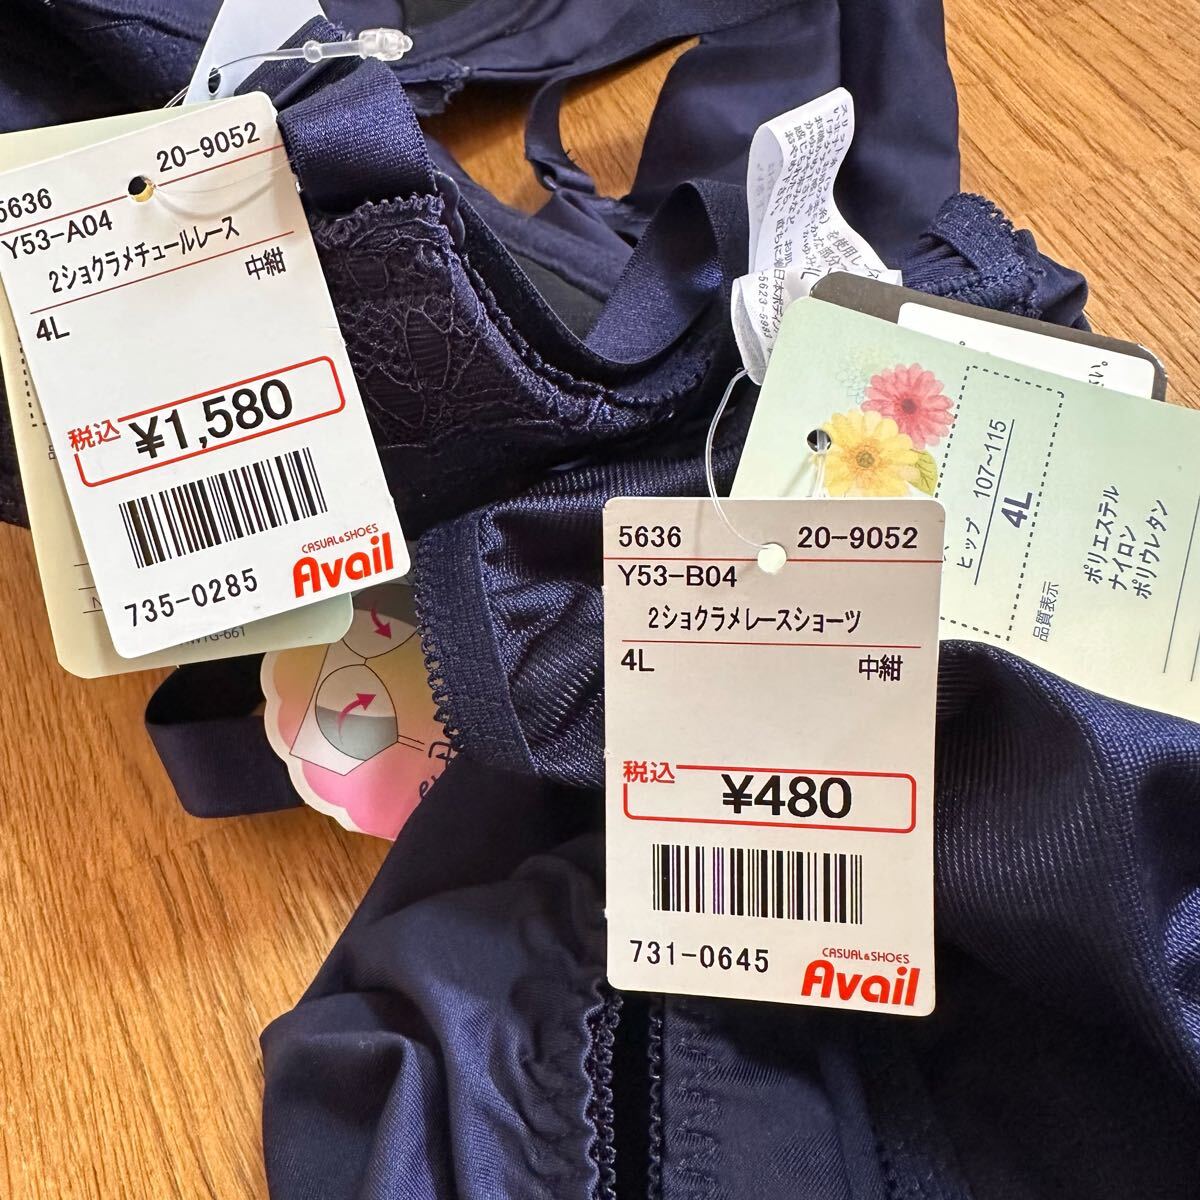 5636
20-9052
Y53-A04
2ショクラメチュールレース
中紺
4L
税込 ¥1,580
735-0285
CASUAL&SHOES
Avail
5636 20-9052
Y53-B04
2ショクラメレースショーツ
4L 中紺
税込 ¥480
731-0645
CASUAL&SHOES
Avail
ヒップ 107~115
4L
品質表示
ポリエステル
ナイロン
ポリウレタン